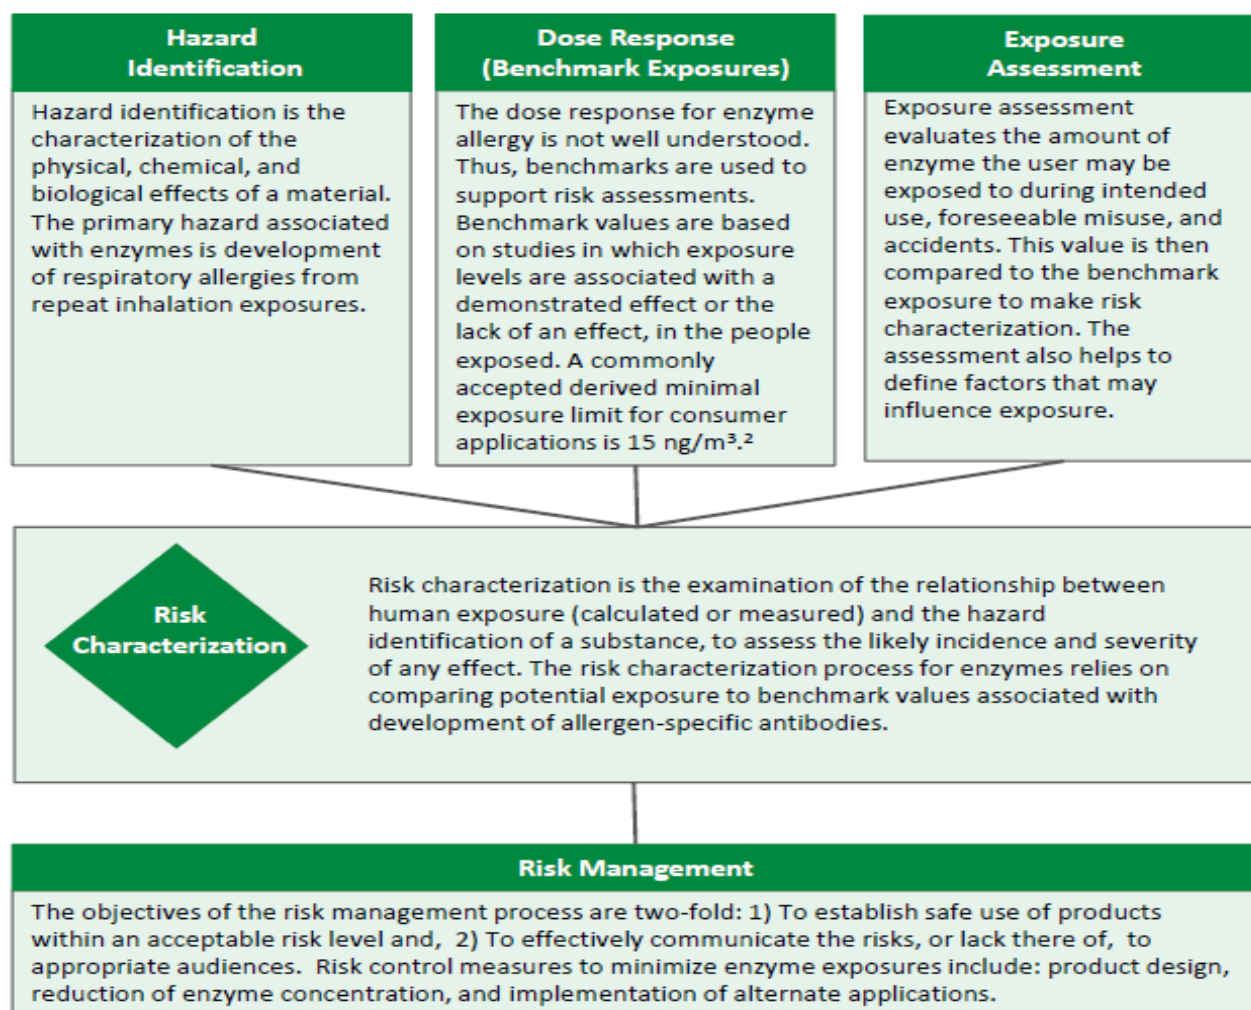 Hazard
Identification
Hazard identification is the
characterization of the
physical, chemical, and
biological effects of a material.
The primary hazard associated
with enzymes is development
of respiratory allergies from
repeat inhalation exposures.
Dose Response
(Benchmark Exposures)
The dose response for enzyme
allergy is not well understood.
Thus, benchmarks are used to
support risk assessments.
Benchmark values are based
on studies in which exposure
levels are associated with a
demonstrated effect or the
lack of an effect, in the people
exposed. A commonly
accepted derived minimal
exposure limit for consumer
applications is 15 ng/m³.²
Exposure
Assessment
Exposure assessment
evaluates the amount of
enzyme the user may be
exposed to during intended
use, foreseeable misuse, and
accidents. This value is then
compared to the benchmark
exposure to make risk
characterization. The
assessment also helps to
define factors that may
influence exposure.
Risk
Characterization
Risk characterization is the examination of the relationship between
human exposure (calculated or measured) and the hazard
identification of a substance, to assess the likely incidence and severity
of any effect. The risk characterization process for enzymes relies on
comparing potential exposure to benchmark values associated with
development of allergen-specific antibodies.
Risk Management
The objectives of the risk management process are two-fold: 1) To establish safe use of products
within an acceptable risk level and, 2) To effectively communicate the risks, or lack there of, to
appropriate audiences. Risk control measures to minimize enzyme exposures include: product design,
reduction of enzyme concentration, and implementation of alternate applications.